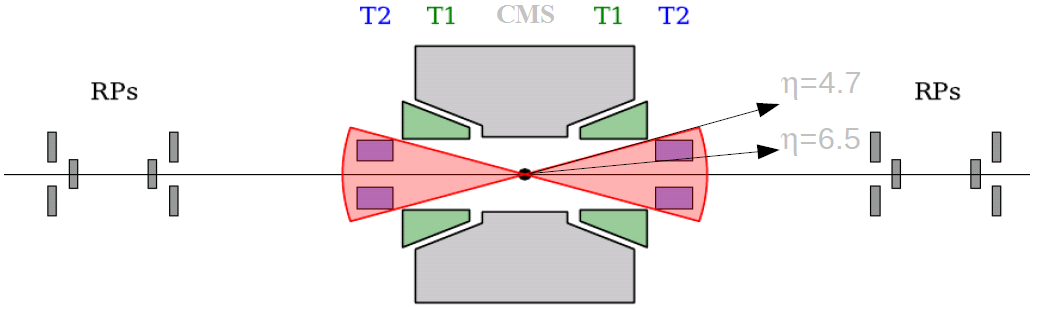 T2 T1 CMS T1 T2
RPs
RPs
η=4.7
η=6.5